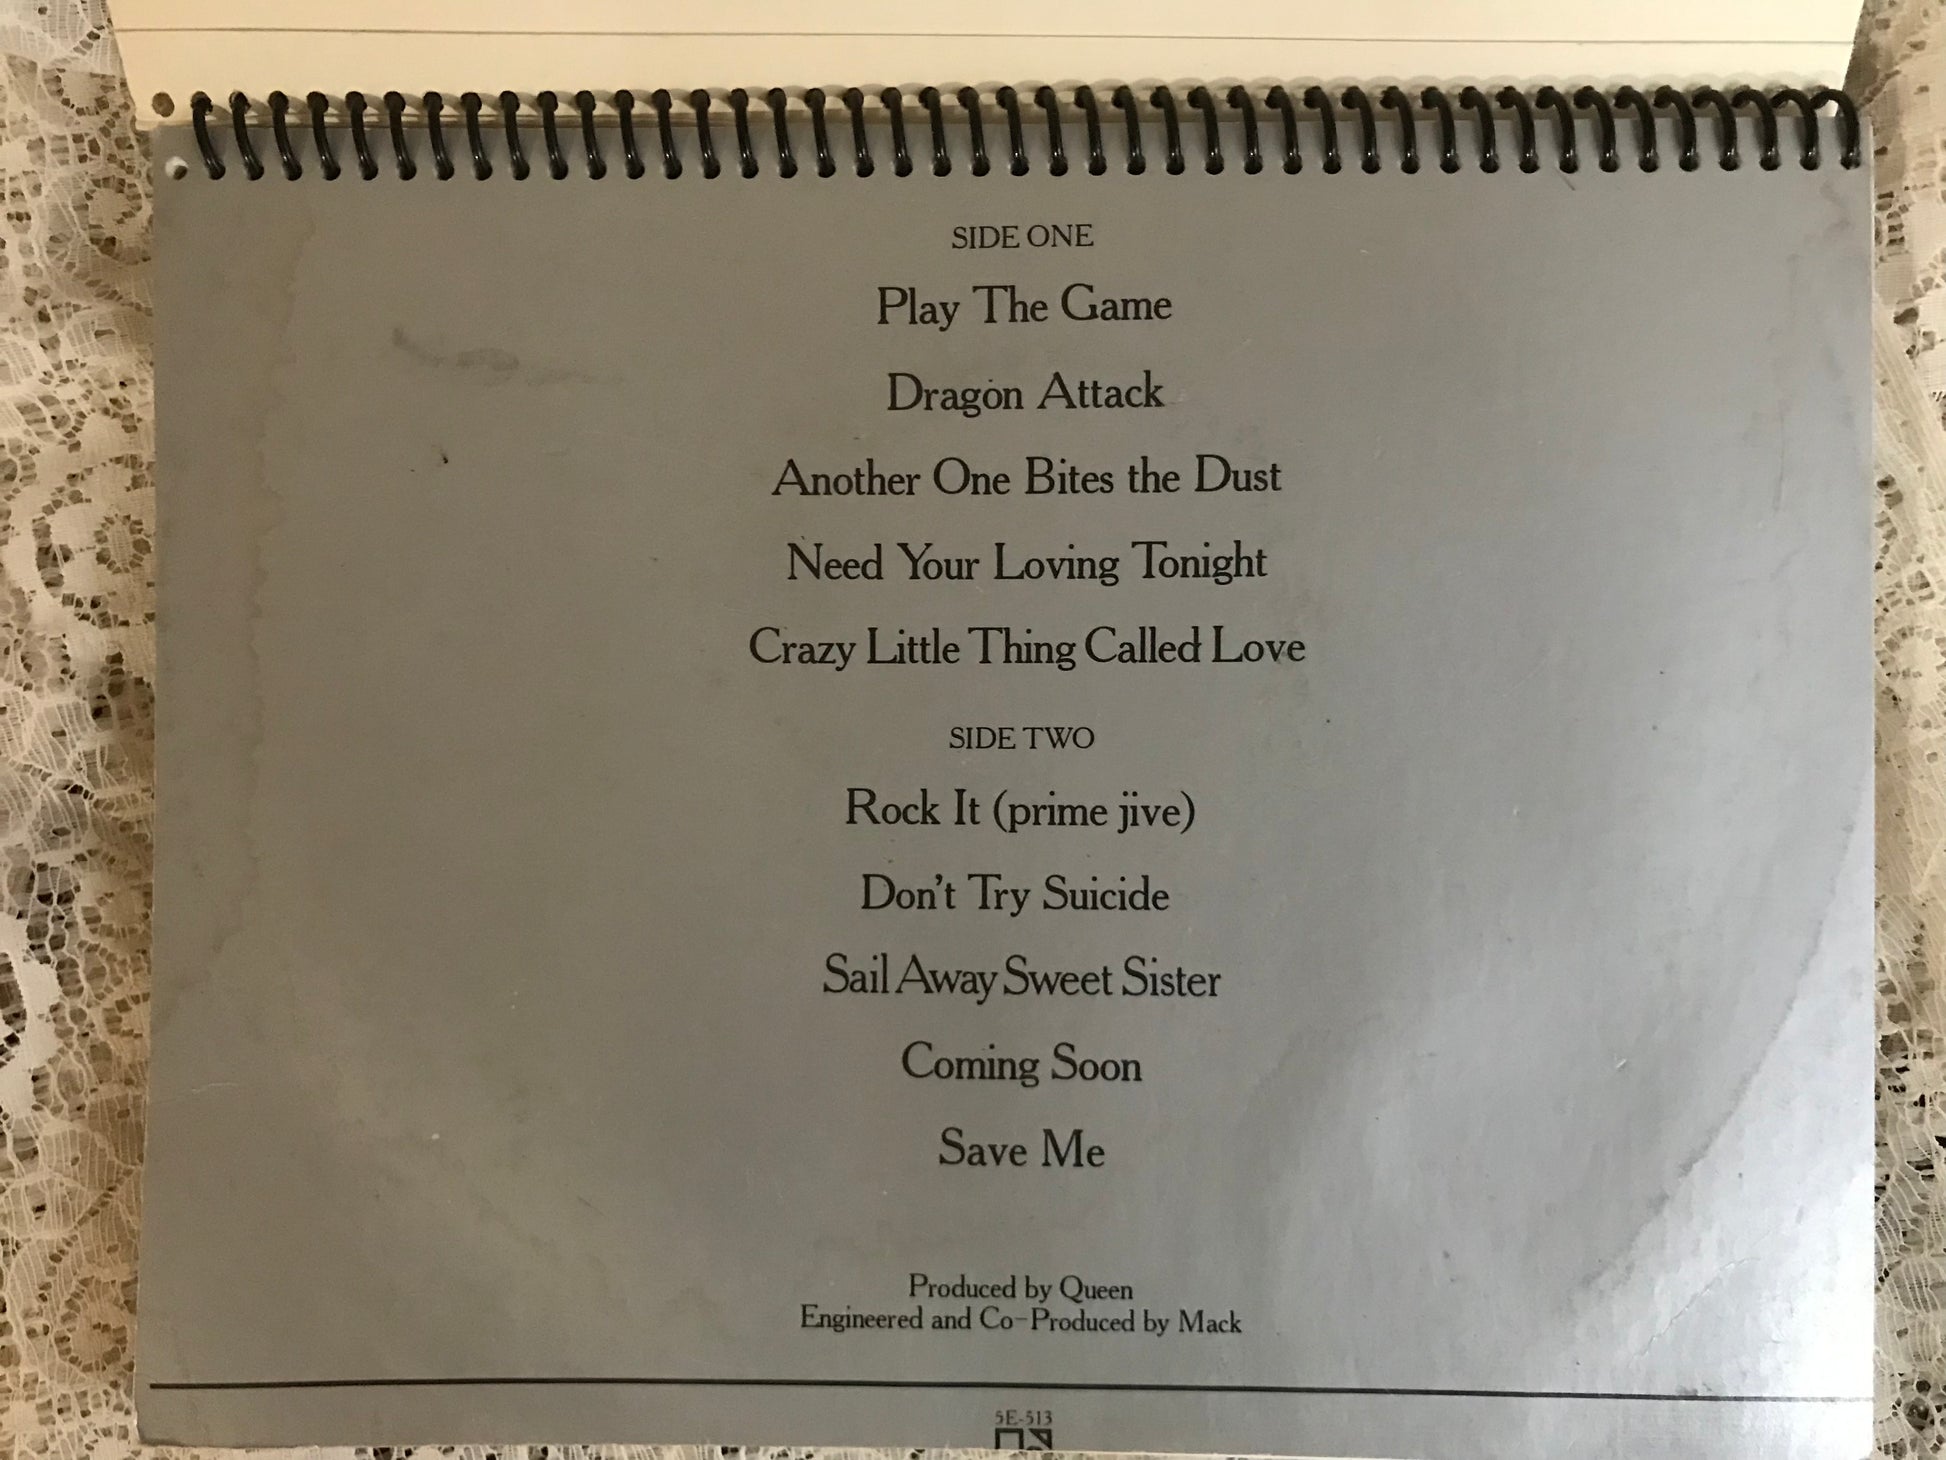 SIDE ONE
Play The Game
Dragon Attack
Another One Bites the Dust
Need Your Loving Tonight
Crazy Little Thing Called Love
SIDE TWO
Rock It (prime jive)
Don't Try Suicide
Sail Away Sweet Sister
Coming Soon
Save Me
Produced by Queen
Engineered and Co-Produced by Mack
5E-513